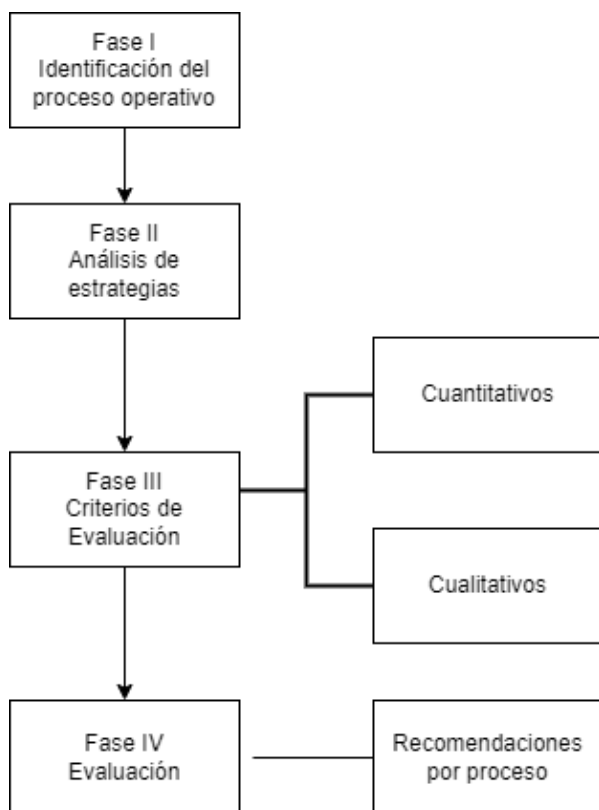 Fase I
Identificación del
proceso operativo
Fase II
Análisis de
estrategias
Cuantitativos
Fase III
Criterios de
Evaluación
Cualitativos
Fase IV
Evaluación
Recomendaciones
por proceso